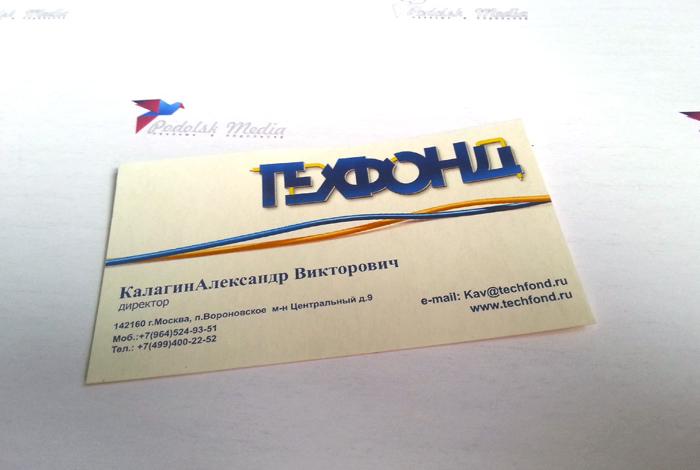 Podolsk Media
ТЕХФОНД
КалагинАлександр Викторович
директор
142160 г.Москва, п.Вороновское м-н Центральный д.9
Моб.:+7(964)524-93-51
Тел.: +7(499)400-22-52
e-mail: Kav@techfond.ru
www.techfond.ru